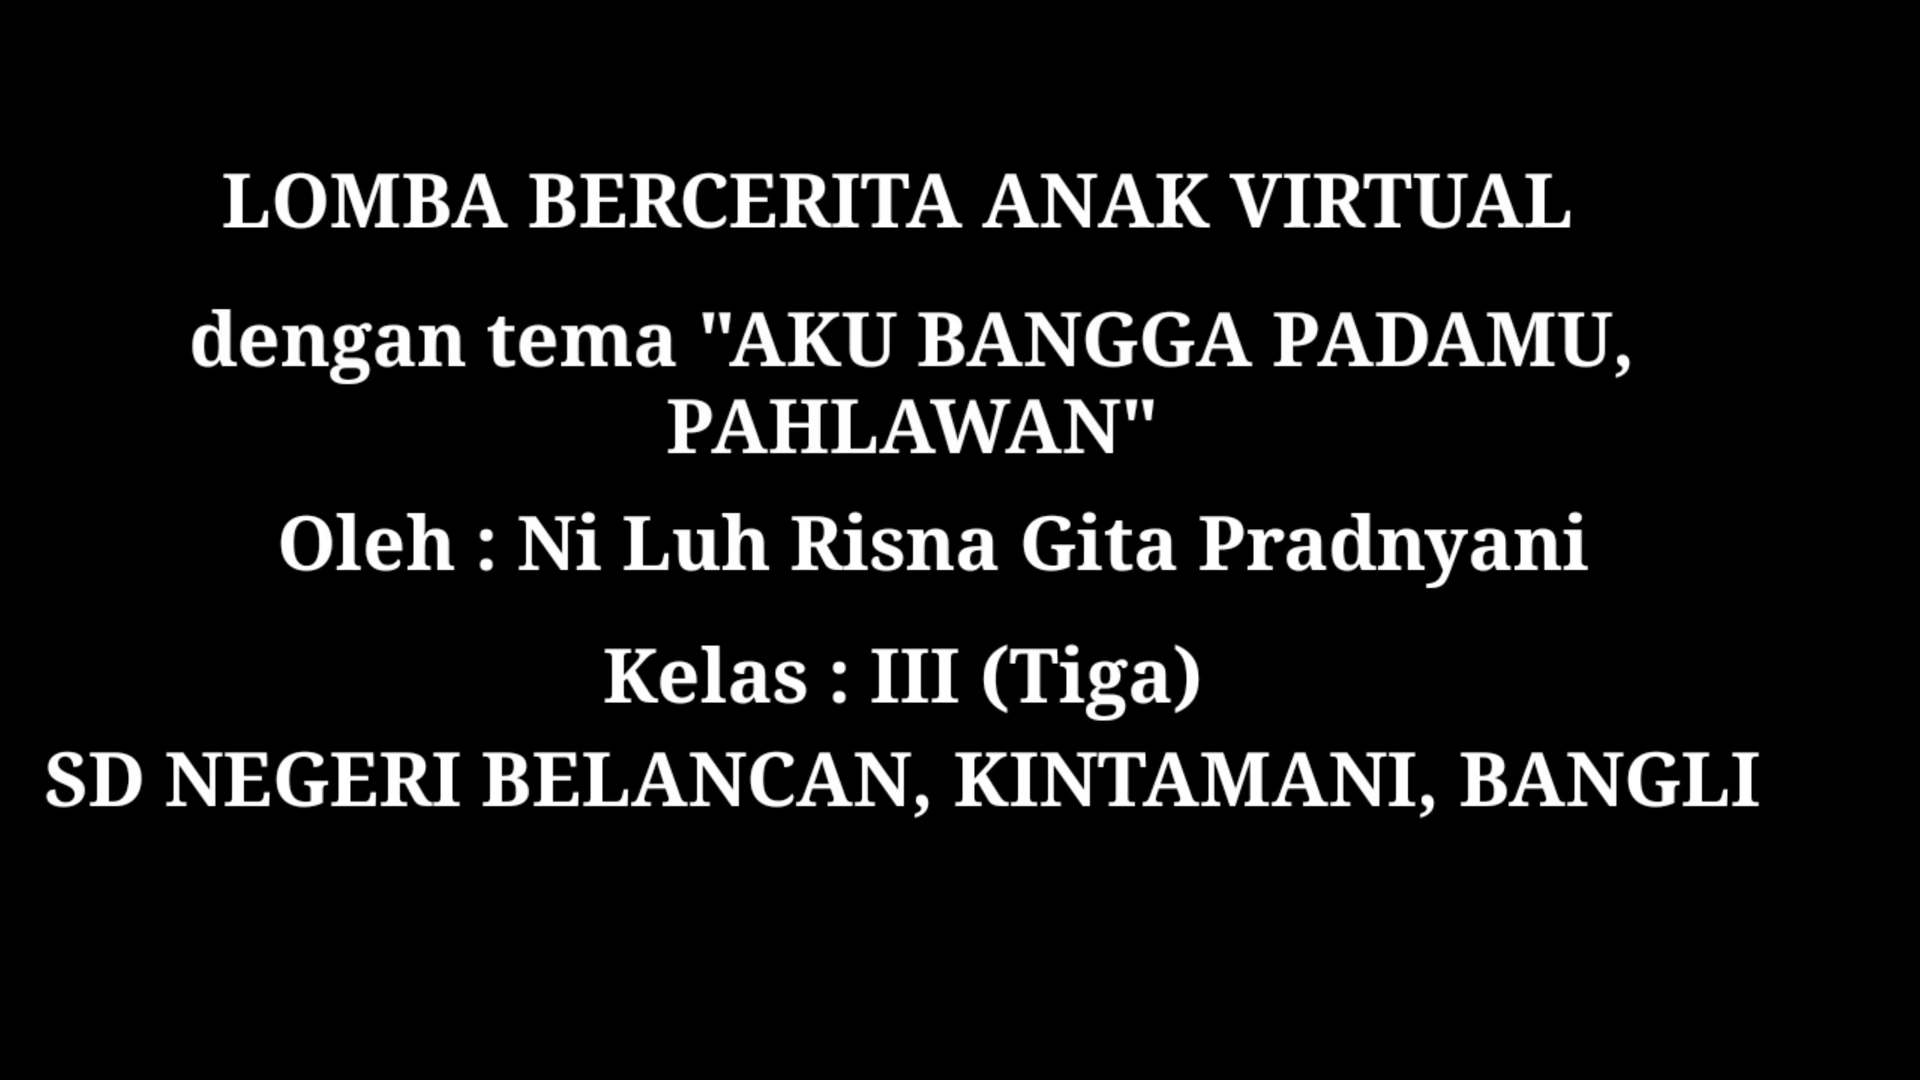 LOMBA BERCERITA ANAK VIRTUAL
dengan tema "AKU BANGGA PADAMU,
PAHLAWAN"
Oleh : Ni Luh Risna Gita Pradnyani
Kelas : III (Tiga)
SD NEGERI BELANCAN, KINTAMANI, BANGLI